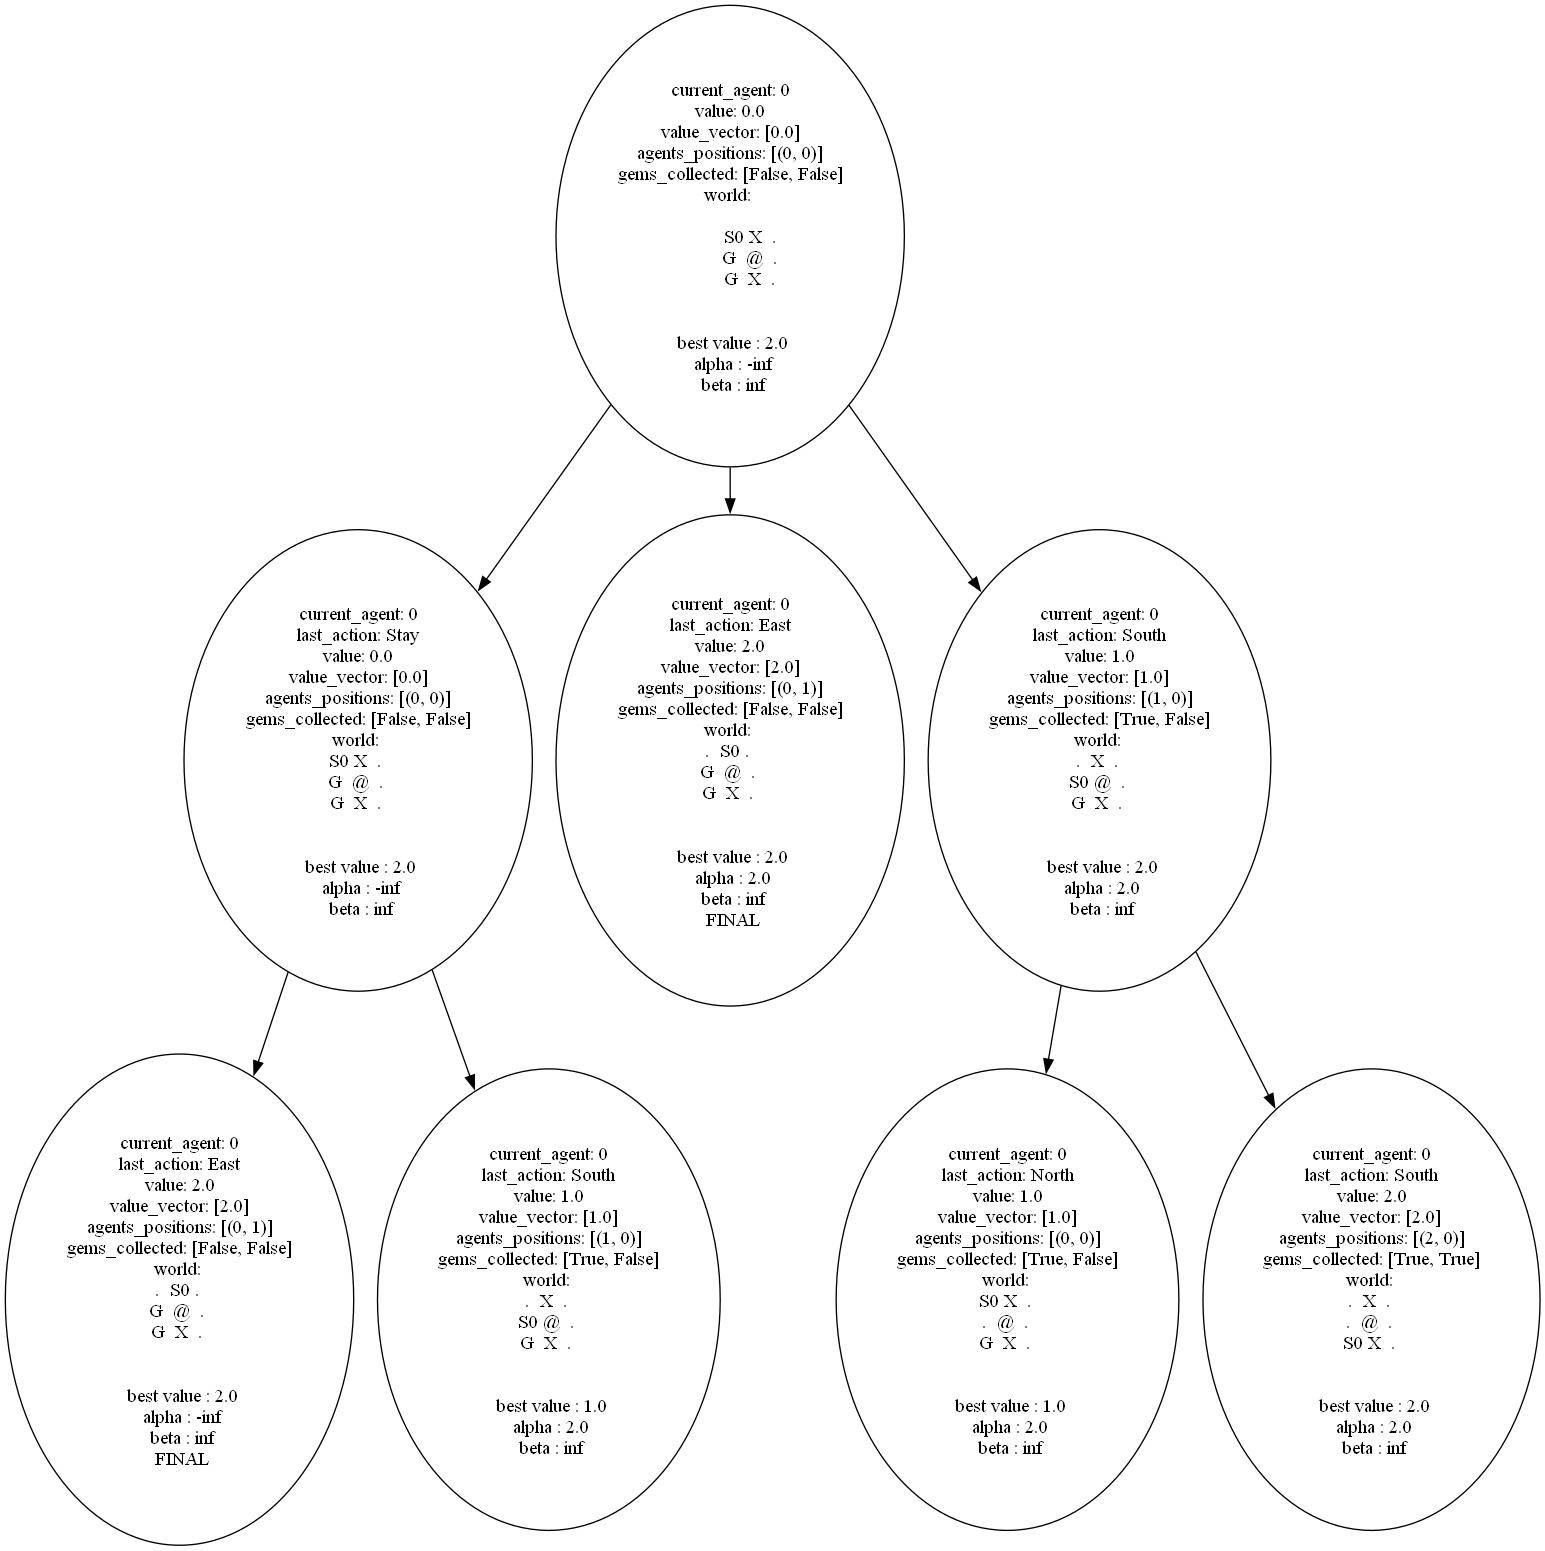 current_agent: 0
value: 0.0
value_vector: [0.0]
agents_positions: [(0, 0)]
gems_collected: [False, False]
world:
S0 X .
G @ .
G X .
best value : 2.0
alpha : -inf
beta : inf
current_agent: 0
last_action: Stay
value: 0.0
value_vector: [0.0]
agents_positions: [(0, 0)]
gems_collected: [False, False]
world:
S0 X .
G @ .
G X .
best value : 2.0
alpha : -inf
beta : inf
current_agent: 0
last_action: East
value: 2.0
value_vector: [2.0]
agents_positions: [(0, 1)]
gems_collected: [False, False]
world:
. S0 .
G @ .
G X .
best value : 2.0
alpha : 2.0
beta : inf
FINAL
current_agent: 0
last_action: South
value: 1.0
value_vector: [1.0]
agents_positions: [(1, 0)]
gems_collected: [True, False]
world:
. X .
S0 @ .
G X .
best value : 2.0
alpha : 2.0
beta : inf
current_agent: 0
last_action: East
value: 2.0
value_vector: [2.0]
agents_positions: [(0, 1)]
gems_collected: [False, False]
world:
. S0 .
G @ .
G X .
best value : 2.0
alpha : -inf
beta : inf
FINAL
current_agent: 0
last_action: South
value: 1.0
value_vector: [1.0]
agents_positions: [(1, 0)]
gems_collected: [True, False]
world:
. X .
S0 @ .
G X .
best value : 1.0
alpha : 2.0
beta : inf
current_agent: 0
last_action: North
value: 1.0
value_vector: [1.0]
agents_positions: [(0, 0)]
gems_collected: [True, False]
world:
S0 X .
. @ .
G X .
best value : 1.0
alpha : 2.0
beta : inf
current_agent: 0
last_action: South
value: 2.0
value_vector: [2.0]
agents_positions: [(2, 0)]
gems_collected: [True, True]
world:
. X .
. @ .
S0 X .
best value : 2.0
alpha : 2.0
beta : inf